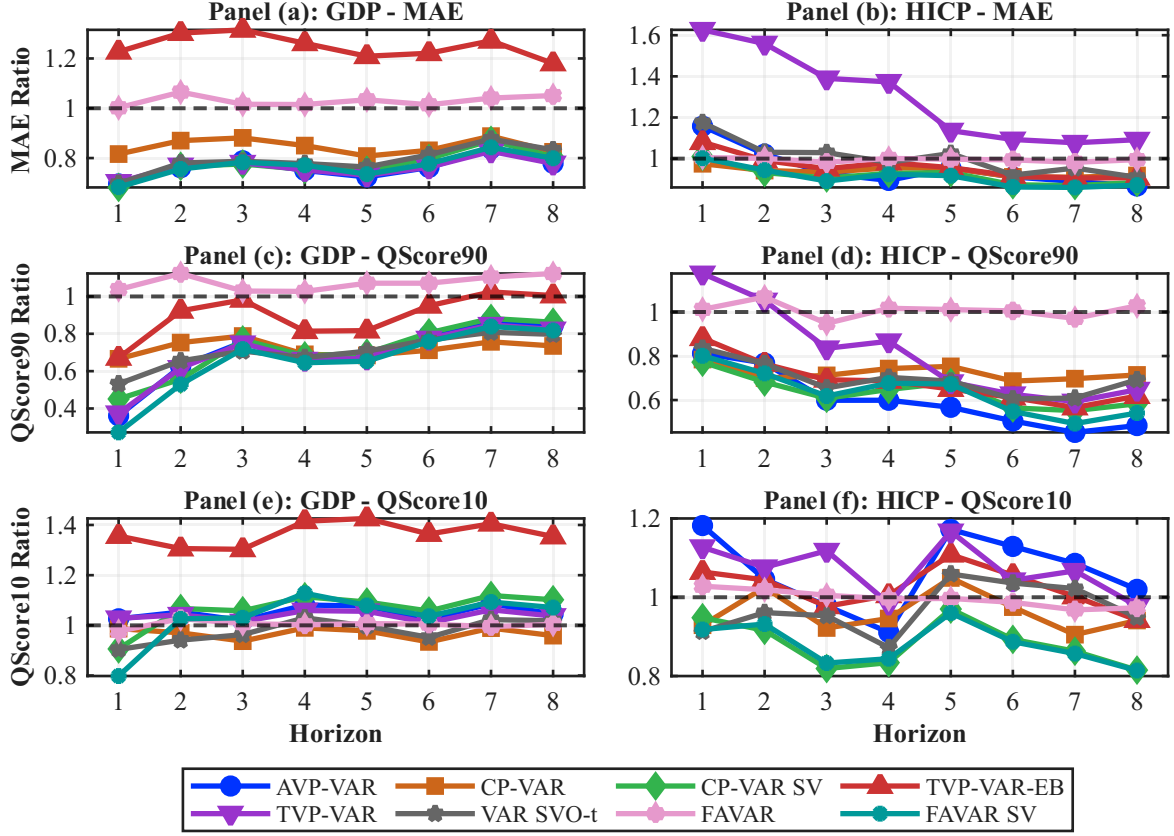 Panel (a): GDP - MAE
MAE Ratio
1.2
1
0.8
1 2 3 4 5 6 7 8
Panel (b): HICP - MAE
1.6
1.4
1.2
1
1 2 3 4 5 6 7 8
Panel (c): GDP - QScore90
QScore90 Ratio
1
0.8
0.6
0.4
1 2 3 4 5 6 7 8
Panel (d): HICP - QScore90
1
0.8
0.6
1 2 3 4 5 6 7 8
Panel (e): GDP - QScore10
QScore10 Ratio
1.4
1.2
1
0.8
1 2 3 4 5 6 7 8
Horizon
Panel (f): HICP - QScore10
1.2
1
0.8
1 2 3 4 5 6 7 8
Horizon
AVP-VAR CP-VAR CP-VAR SV TVP-VAR-EB
TVP-VAR VAR SVO-t FAVAR FAVAR SV